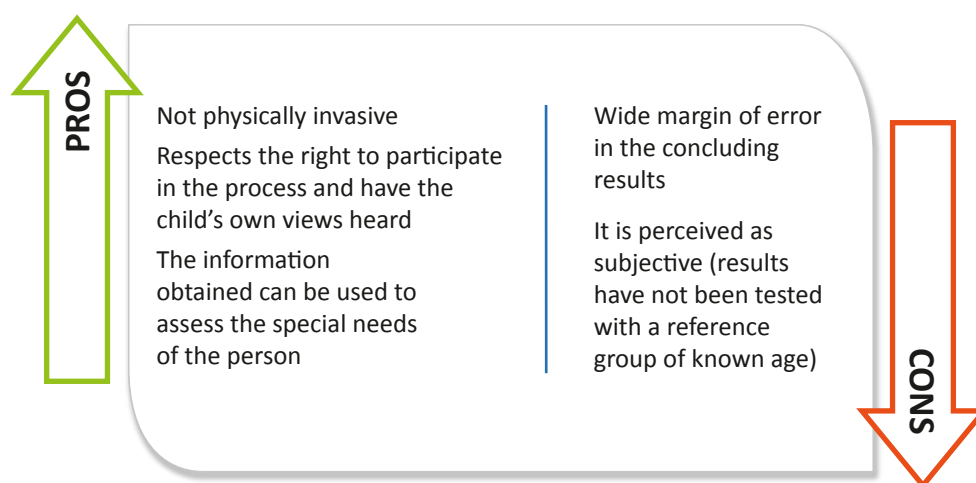 PROS
Not physically invasive
Respects the right to participate
in the process and have the
child’s own views heard
The information
obtained can be used to
assess the special needs
of the person
Wide margin of error
in the concluding
results
It is perceived as
subjective (results
have not been tested
with a reference
group of known age)
CONS